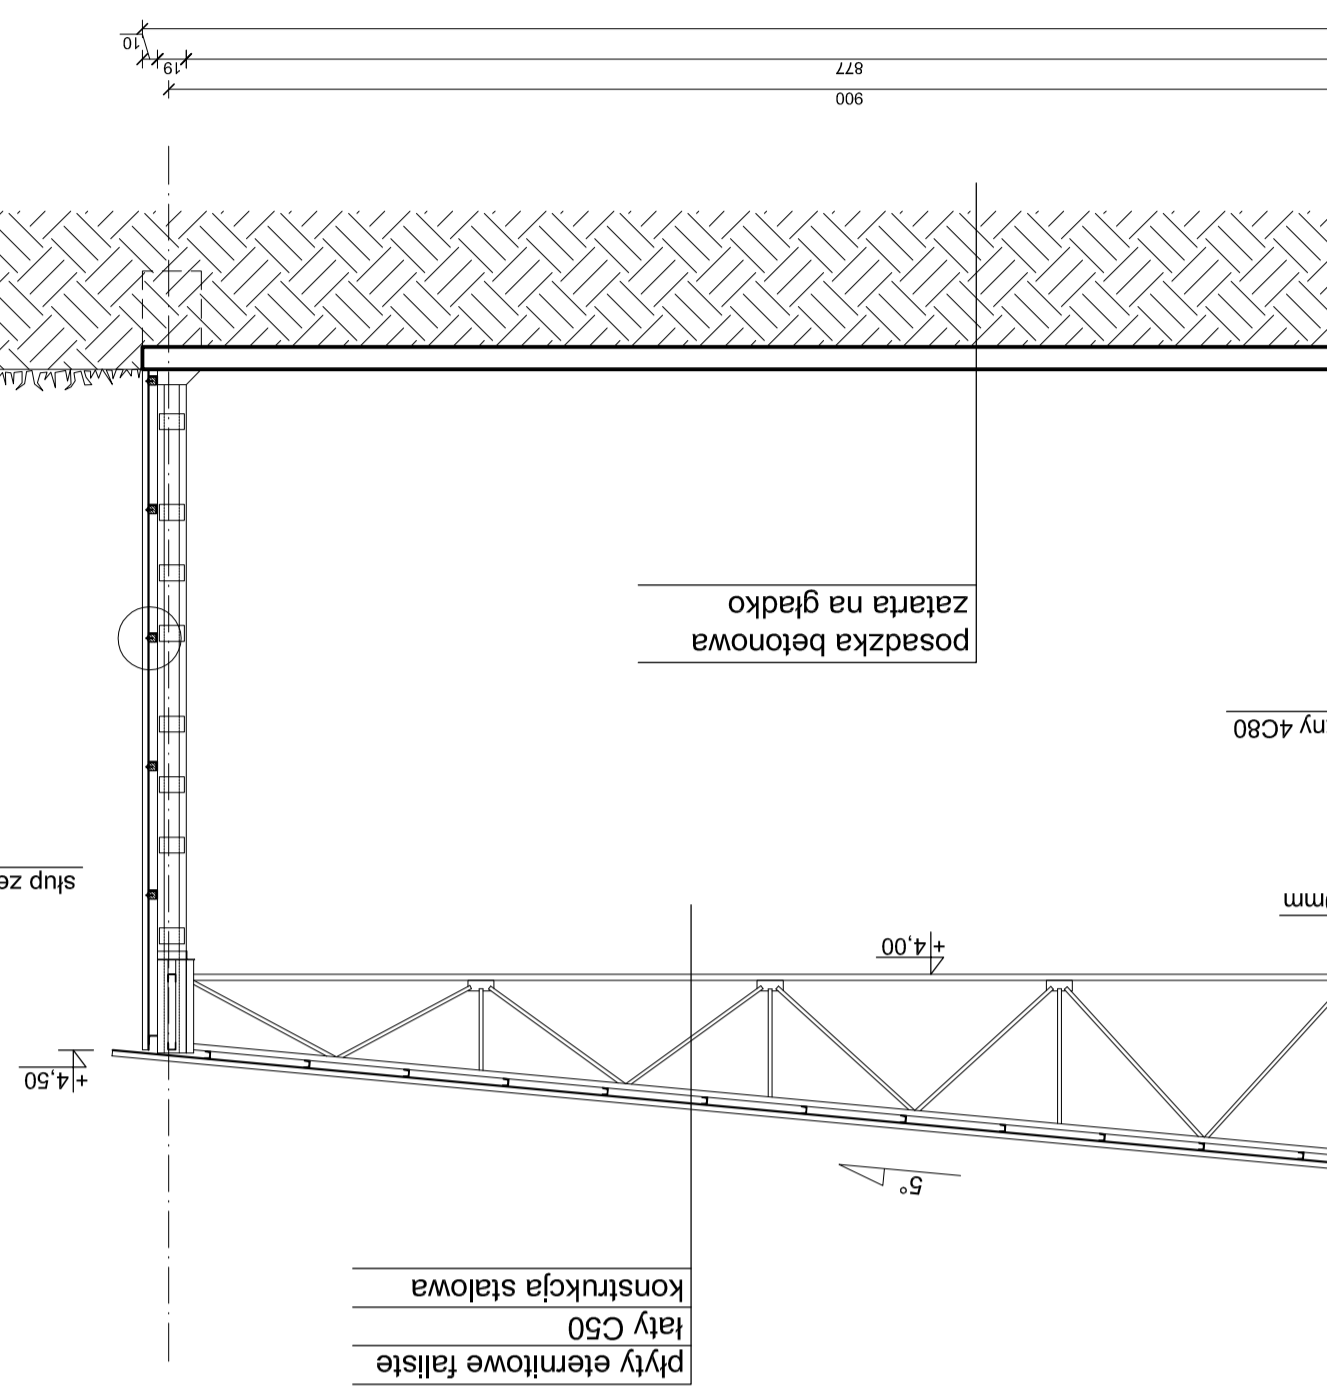 płyty eternitowe faliste
łaty C50
konstrukcja stalowa
5°
+4,50
+4,00
słup ze
mm
ny 4C80
posadzka betonowa
zatarta na gładko
900
877
19
10